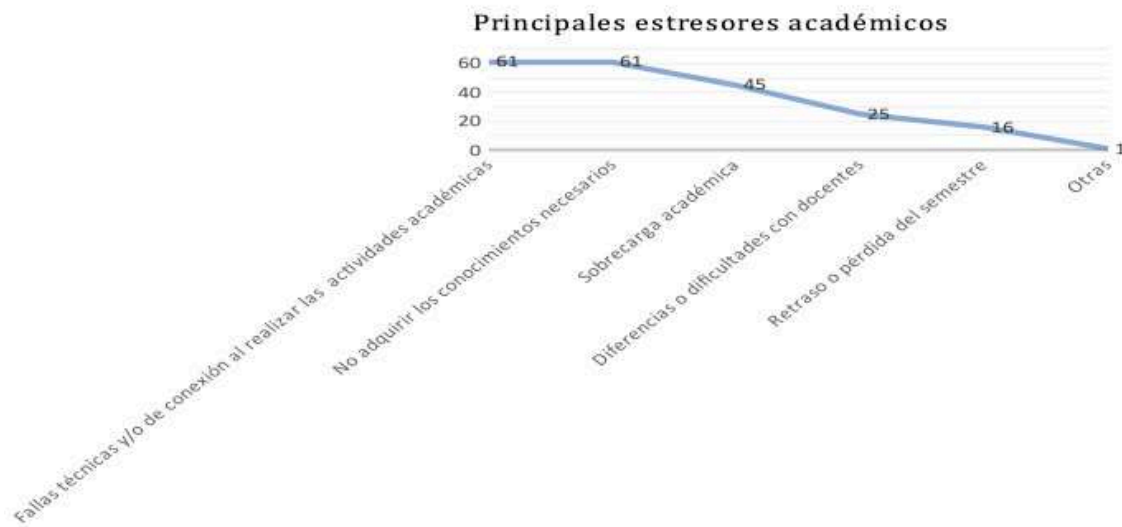 Principales estresores académicos
60
40
20
0
61
61
45
25
16
1
Fallas técnicas y/o de conexión al realizar las actividades académicas
No adquirir los conocimientos necesarios
Sobrecarga académica
Diferencias o dificultades con docentes
Retraso o pérdida del semestre
Otras